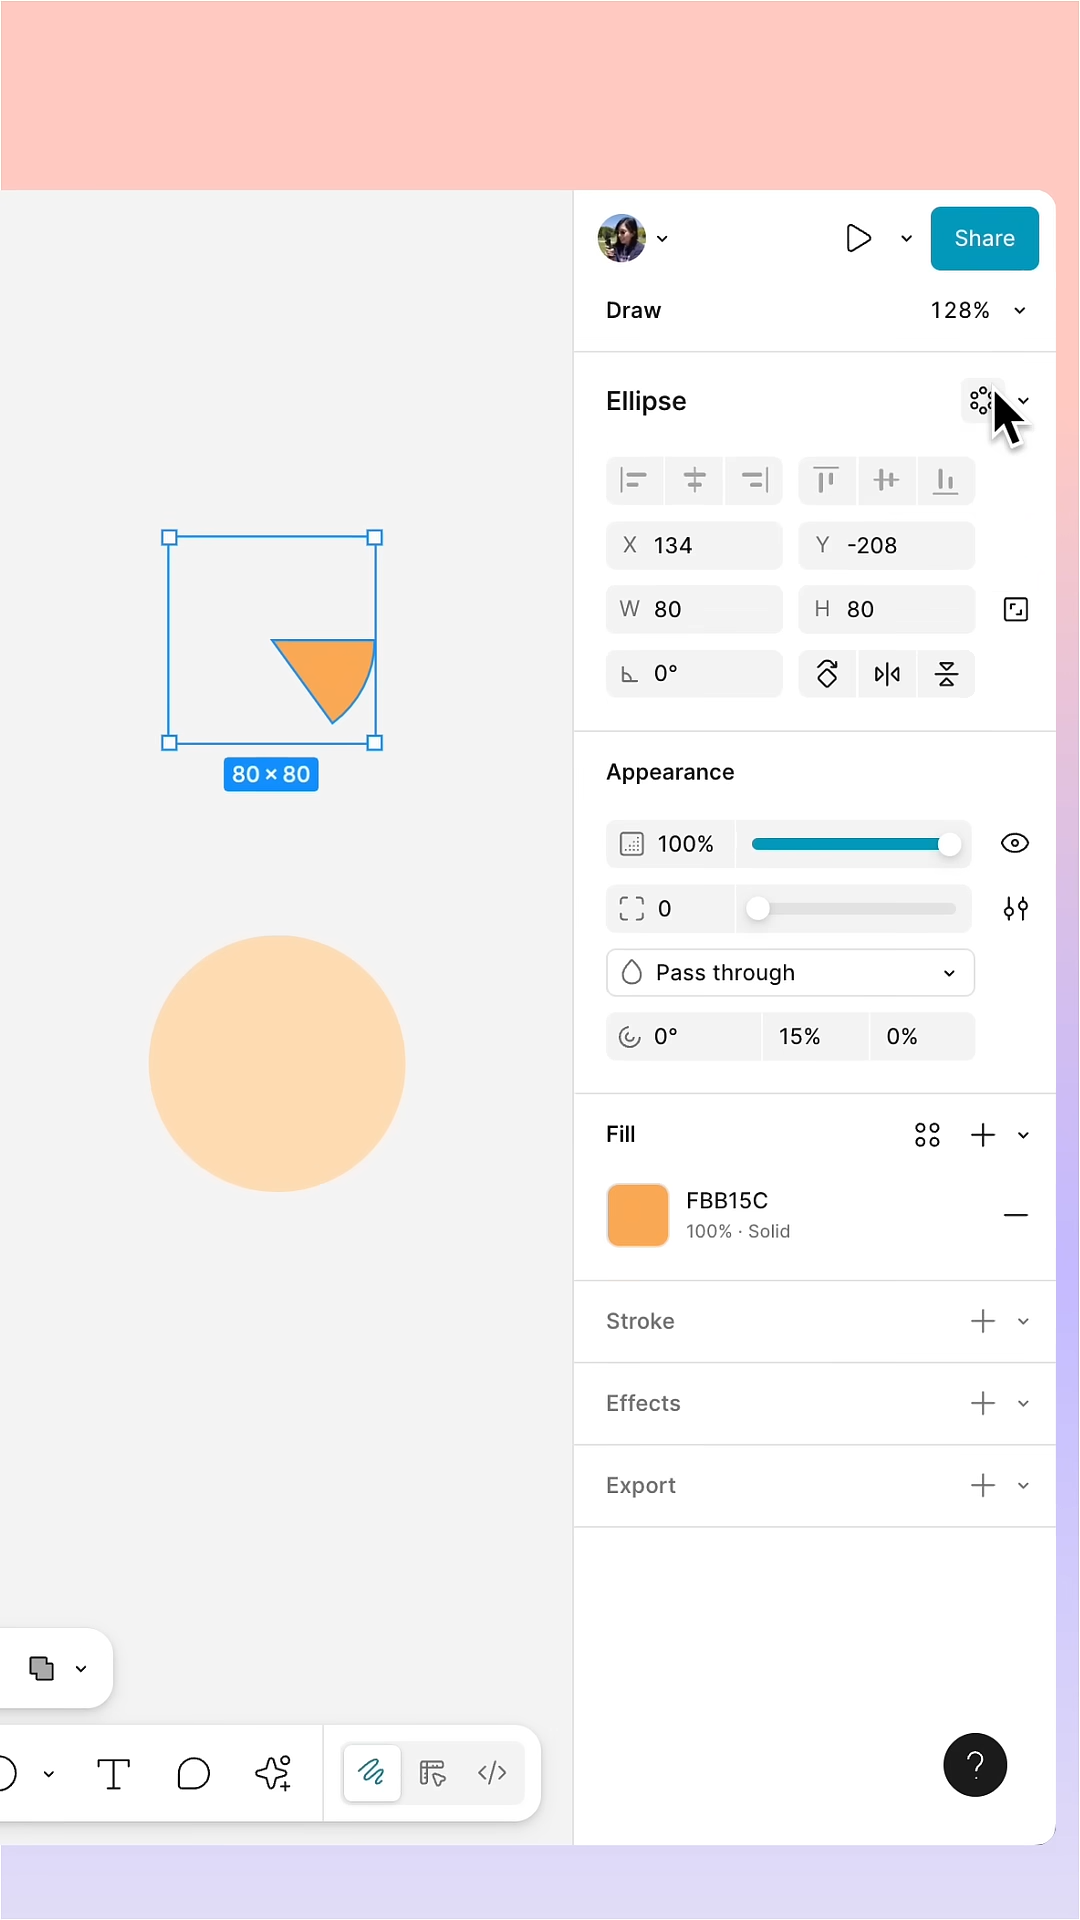 Share
Draw 128%
Ellipse
X 134 Y -208
W 80 H 80
0°
80 × 80
Appearance
100%
0
Pass through
0° 15% 0%
Fill
FBB15C
100% · Solid
Stroke
Effects
Export
T </>
?